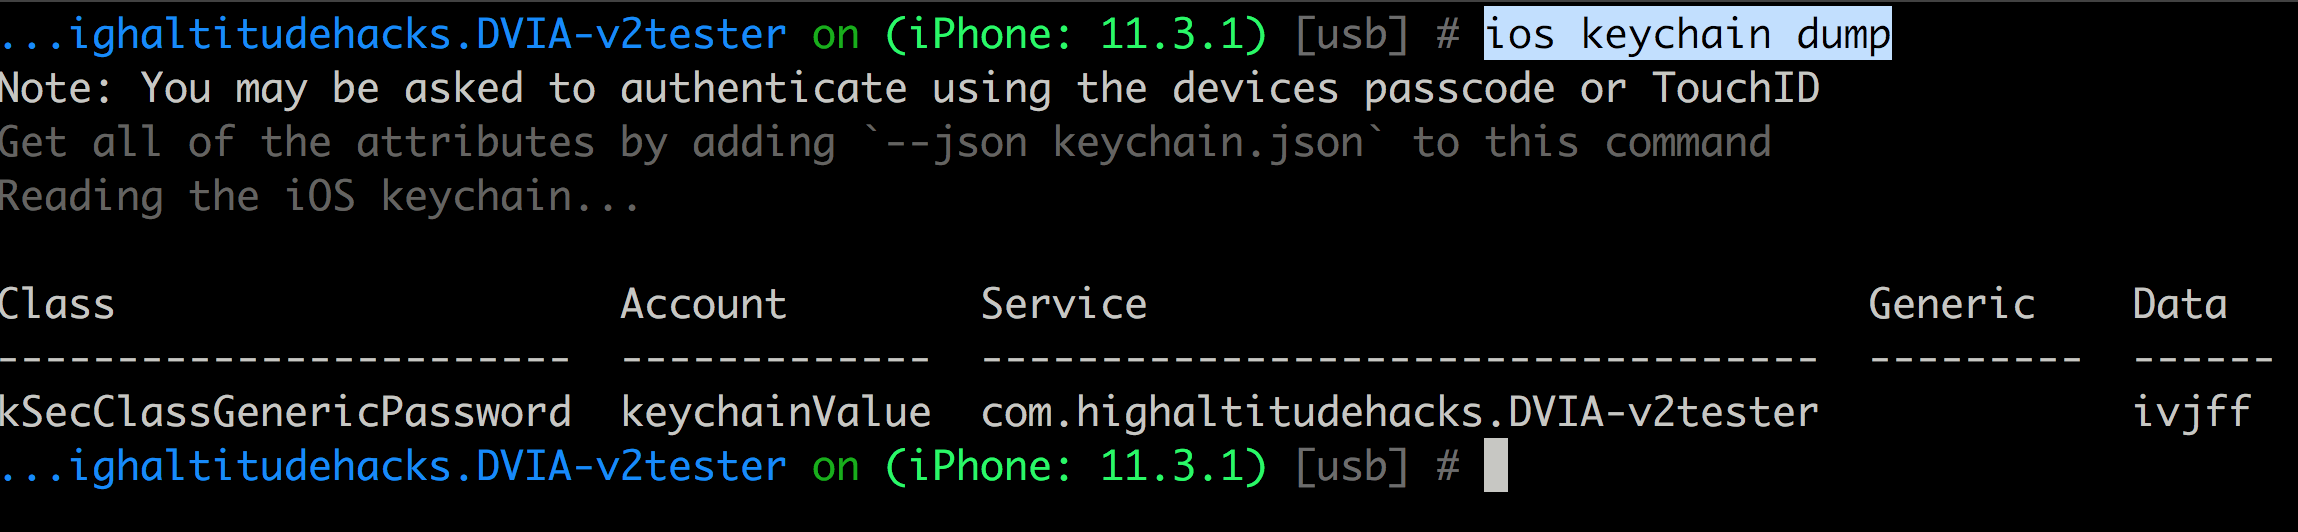 ...ighaltitudehacks.DVIA-v2tester on (iPhone: 11.3.1) [usb] # ios keychain dump
Note: You may be asked to authenticate using the devices passcode or TouchID
Get all of the attributes by adding `--json keychain.json` to this command
Reading the iOS keychain...
Class                     Account        Service                              Generic    Data
------------------------  -------------  -----------------------------------  ---------  ------
kSecClassGenericPassword  keychainValue  com.highaltitudehacks.DVIA-v2tester             ivjff
...ighaltitudehacks.DVIA-v2tester on (iPhone: 11.3.1) [usb] #